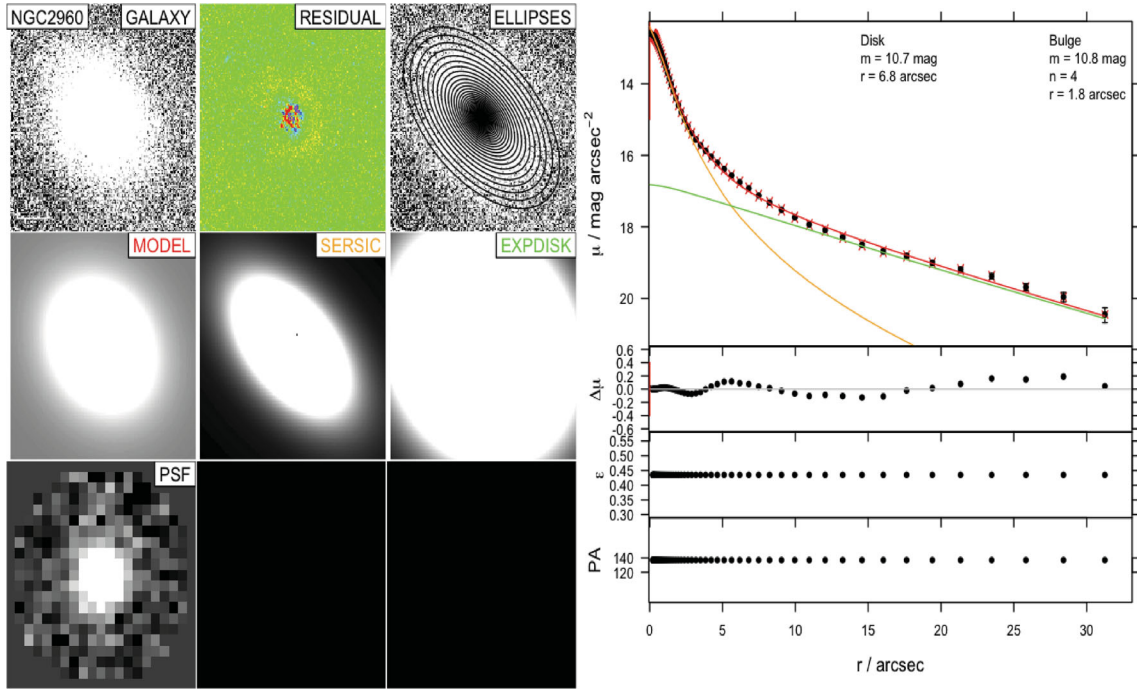 NGC2960 GALAXY RESIDUAL ELLIPSES
MODEL SERSIC EXPDISK
PSF
Disk
m = 10.7 mag
r = 6.8 arcsec
Bulge
m = 10.8 mag
n = 4
r = 1.8 arcsec
μ / mag arcsec⁻²
14
16
18
20
Δμ
0.6
0.4
0.2
0.0
-0.2
-0.4
-0.6
ε
0.55
0.50
0.45
0.40
0.35
0.30
PA
140
120
0 5 10 15 20 25 30
r / arcsec